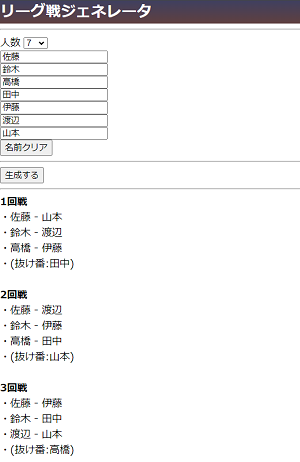 リーグ戦ジェネレータ
人数 7
佐藤
鈴木
高橋
田中
伊藤
渡辺
山本
名前クリア
生成する
1回戦
・佐藤 - 山本
・鈴木 - 渡辺
・高橋 - 伊藤
・(抜け番:田中)
2回戦
・佐藤 - 渡辺
・鈴木 - 伊藤
・高橋 - 田中
・(抜け番:山本)
3回戦
・佐藤 - 伊藤
・鈴木 - 田中
・渡辺 - 山本
・(抜け番:高橋)